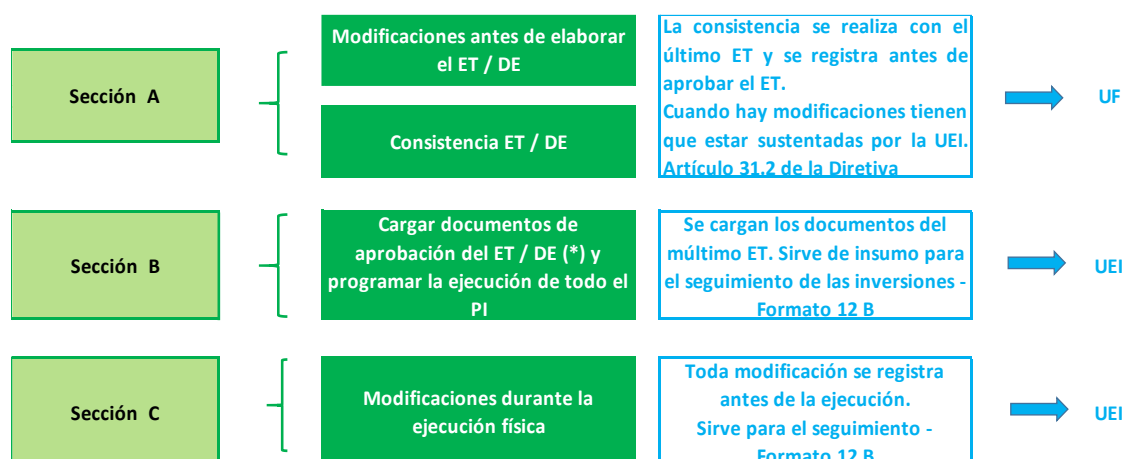 Sección A
Modificaciones antes de elaborar
el ET / DE
Consistencia ET / DE
La consistencia se realiza con el
último ET y se registra antes de
aprobar el ET.
Cuando hay modificaciones tienen
que estar sustentadas por la UEI.
Artículo 31.2 de la Diretiva
UF
Sección B
Cargar documentos de
aprobación del ET / DE (*) y
programar la ejecución de todo el
PI
Se cargan los documentos del
múltimo ET. Sirve de insumo para
el seguimiento de las inversiones -
Formato 12 B
UEI
Sección C
Modificaciones durante la
ejecución física
Toda modificación se registra
antes de la ejecución.
Sirve para el seguimiento -
Formato 12 B
UEI